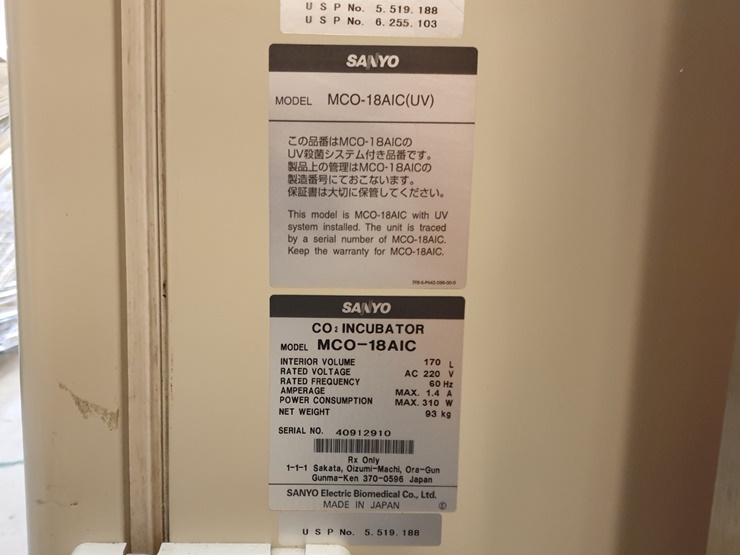 U S P No. 5.519.188
U S P No. 6.255.103
SANYO
MODEL MCO-18AIC(UV)
この品番はMCO-18AICの
UV殺菌システム付き品番です。
製品上の管理はMCO-18AICの
製造番号にておこないます。
保証書は大切に保管してください。
This model is MCO-18AIC with UV
system installed. The unit is traced
by a serial number of MCO-18AIC.
Keep the warranty for MCO-18AIC.
SANYO
CO₂ INCUBATOR
MODEL MCO-18AIC
INTERIOR VOLUME 170 L
RATED VOLTAGE AC 220 V
RATED FREQUENCY 60 Hz
AMPERAGE MAX. 1.4 A
POWER CONSUMPTION MAX. 310 W
NET WEIGHT 93 kg
SERIAL NO. 40912910
Rx Only
1-1-1 Sakata, Oizumi-Machi, Ora-Gun
Gunma-Ken 370-0596 Japan
SANYO Electric Biomedical Co., Ltd.
MADE IN JAPAN
U S P No. 5.519.188